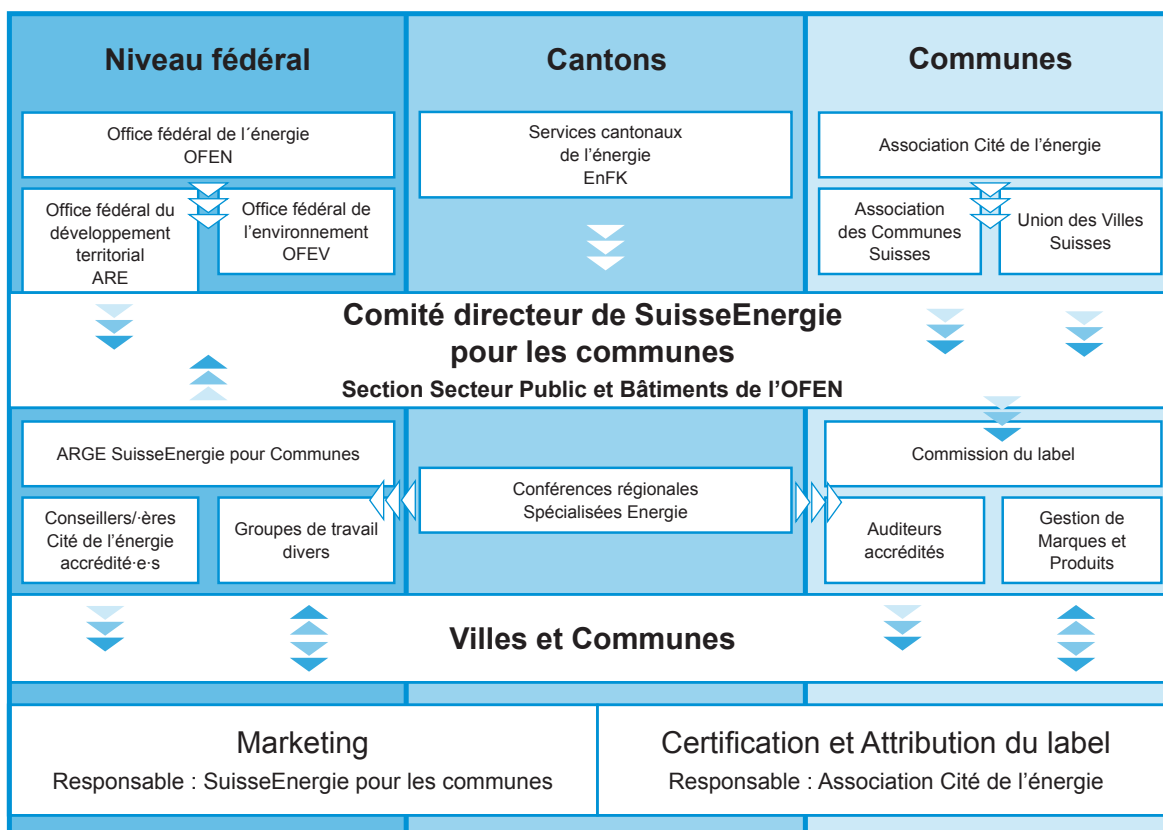 Niveau fédéral
Cantons
Communes
Office fédéral de l´énergie
OFEN
Services cantonaux
de l’énergie
EnFK
Association Cité de l’énergie
Office fédéral du
développement
territorial
ARE
Office fédéral de
l’environnement
OFEV
Association
des Communes
Suisses
Union des Villes
Suisses
Comité directeur de SuisseEnergie
pour les communes
Section Secteur Public et Bâtiments de l’OFEN
ARGE SuisseEnergie pour Communes
Conseillers/·ères
Cité de l’énergie
accrédité·e·s
Groupes de travail
divers
Conférences régionales
Spécialisées Energie
Commission du label
Auditeurs
accrédités
Gestion de
Marques et
Produits
Villes et Communes
Marketing
Responsable : SuisseEnergie pour les communes
Certification et Attribution du label
Responsable : Association Cité de l’énergie